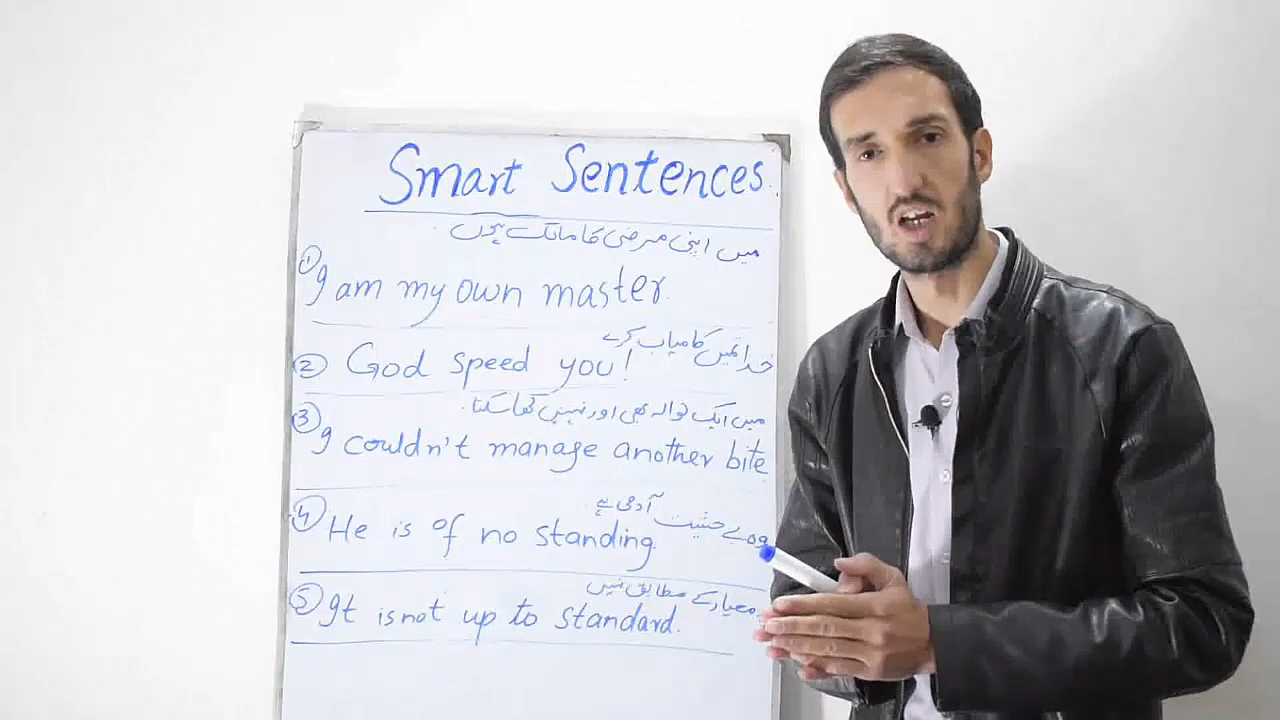 Smart Sentences.
میں اپنی مرضی کا مالک ہوں .
① I am my own master.
خدا تمہیں کامیاب کرے
② God speed you!
میں ایک نوالہ بھی اور نہیں کھا سکتا .
③ I couldn't manage another bite
وہ بے حثیت آدمی ہے
④ He is of no standing.
معیار کے مطابق نہیں
⑤ It is not up to standard.